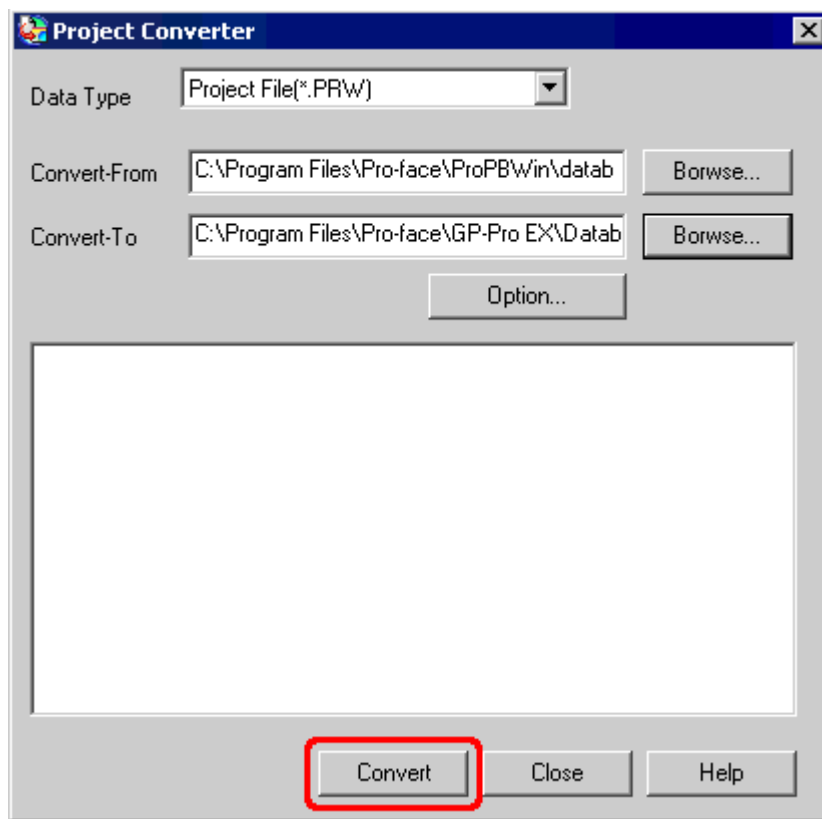 Project Converter
Data Type Project File(*.PRW)
Convert-From C:\Program Files\Pro-face\ProPBWin\datab Borwse...
Convert-To C:\Program Files\Pro-face\GP-Pro EX\Datab Borwse...
Option...
Convert Close Help